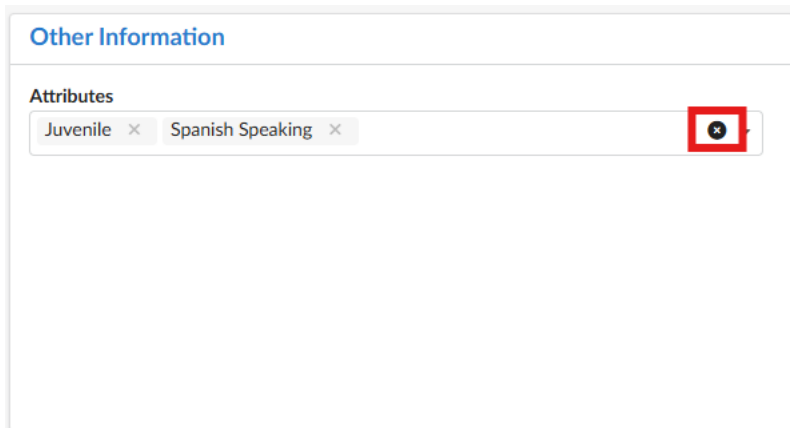 Other Information
Attributes
Juvenile × Spanish Speaking ×